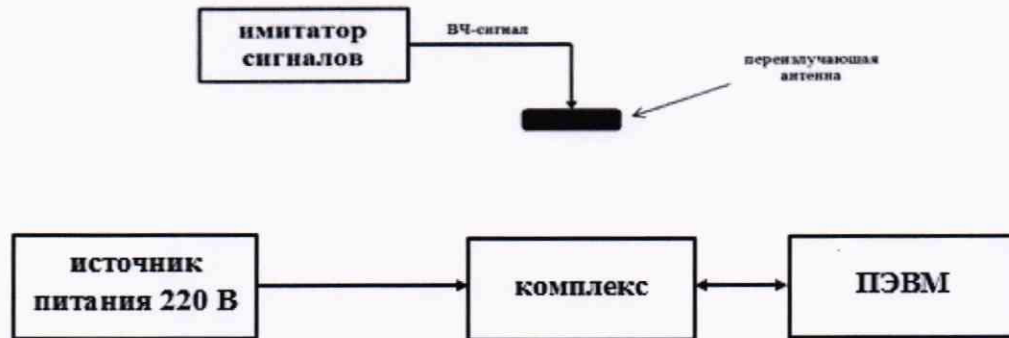 имитатор
сигналов
ВЧ-сигнал
переизлучающая
антенна
источник
питания 220 В
комплекс
ПЭВМ